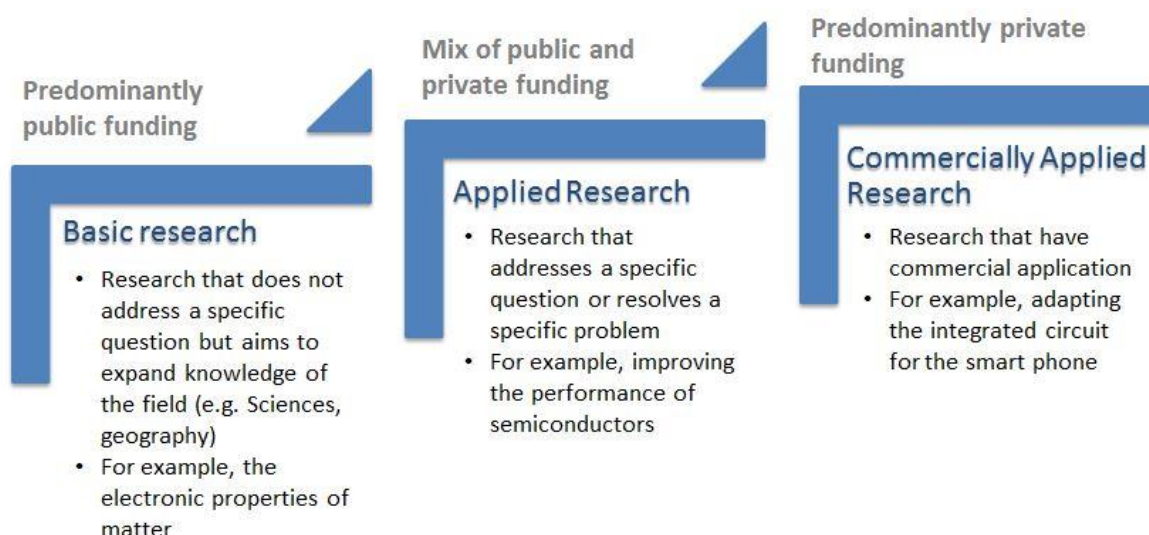 Predominantly
public funding
Basic research
• Research that does not
address a specific
question but aims to
expand knowledge of
the field (e.g. Sciences,
geography)
• For example, the
electronic properties of
matter
Mix of public and
private funding
Applied Research
• Research that
addresses a specific
question or resolves a
specific problem
• For example, improving
the performance of
semiconductors
Predominantly private
funding
Commercially Applied
Research
• Research that have
commercial application
• For example, adapting
the integrated circuit
for the smart phone